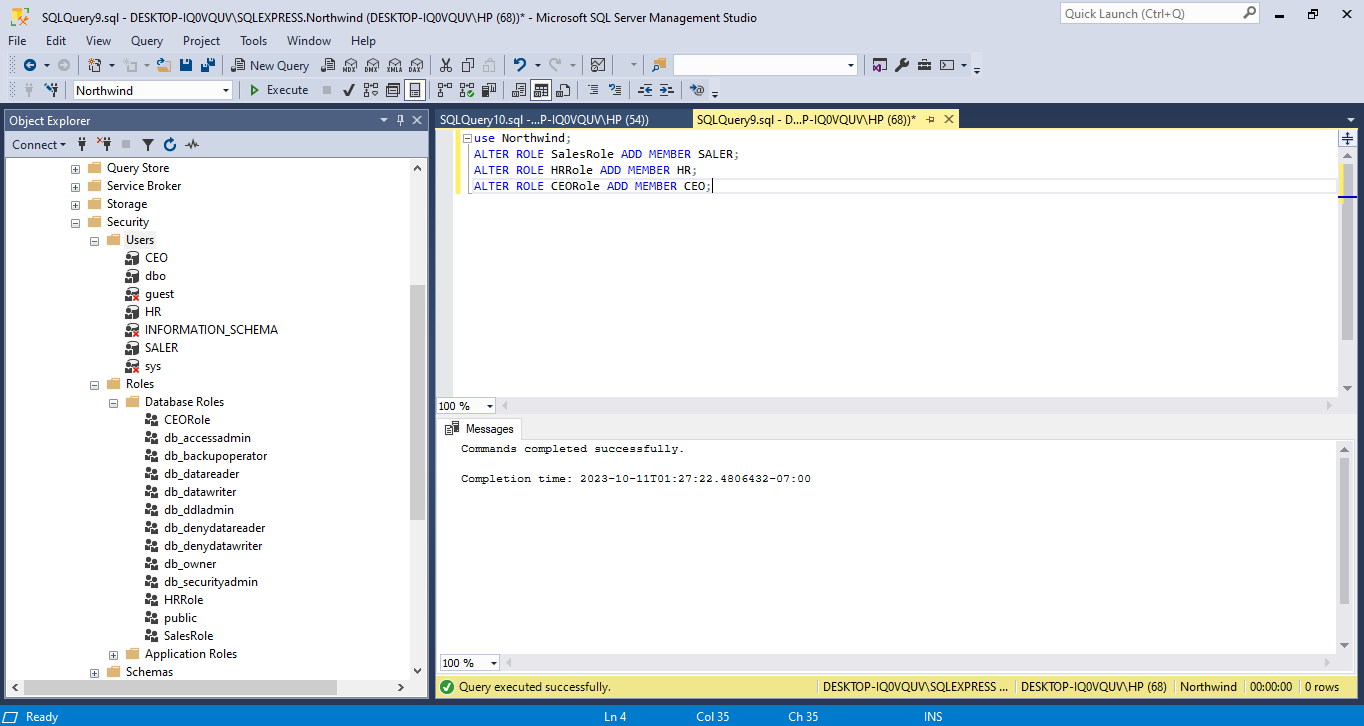 SQLQuery9.sql - DESKTOP-IQ0VQUV\SQLEXPRESS.Northwind (DESKTOP-IQ0VQUV\HP (68))* - Microsoft SQL Server Management Studio
Quick Launch (Ctrl+Q)
File Edit View Query Project Tools Window Help
New Query MDX DMX XMLA DAX
Northwind Execute
Object Explorer
SQLQuery10.sql -...P-IQ0VQUV\HP (54)) SQLQuery9.sql - D...P-IQ0VQUV\HP (68))*
Connect
Query Store
Service Broker
Storage
Security
Users
CEO
dbo
guest
HR
INFORMATION_SCHEMA
SALER
sys
Roles
Database Roles
CEORole
db_accessadmin
db_backupoperator
db_datareader
db_datawriter
db_ddladmin
db_denydatareader
db_denydatawriter
db_owner
db_securityadmin
HRRole
public
SalesRole
Application Roles
Schemas
use Northwind;
ALTER ROLE SalesRole ADD MEMBER SALER;
ALTER ROLE HRRole ADD MEMBER HR;
ALTER ROLE CEORole ADD MEMBER CEO;
100 %
Messages
Commands completed successfully.
Completion time: 2023-10-11T01:27:22.4806432-07:00
100 %
Query executed successfully. DESKTOP-IQ0VQUV\SQLEXPRESS ... DESKTOP-IQ0VQUV\HP (68) Northwind 00:00:00 0 rows
Ready Ln 4 Col 35 Ch 35 INS